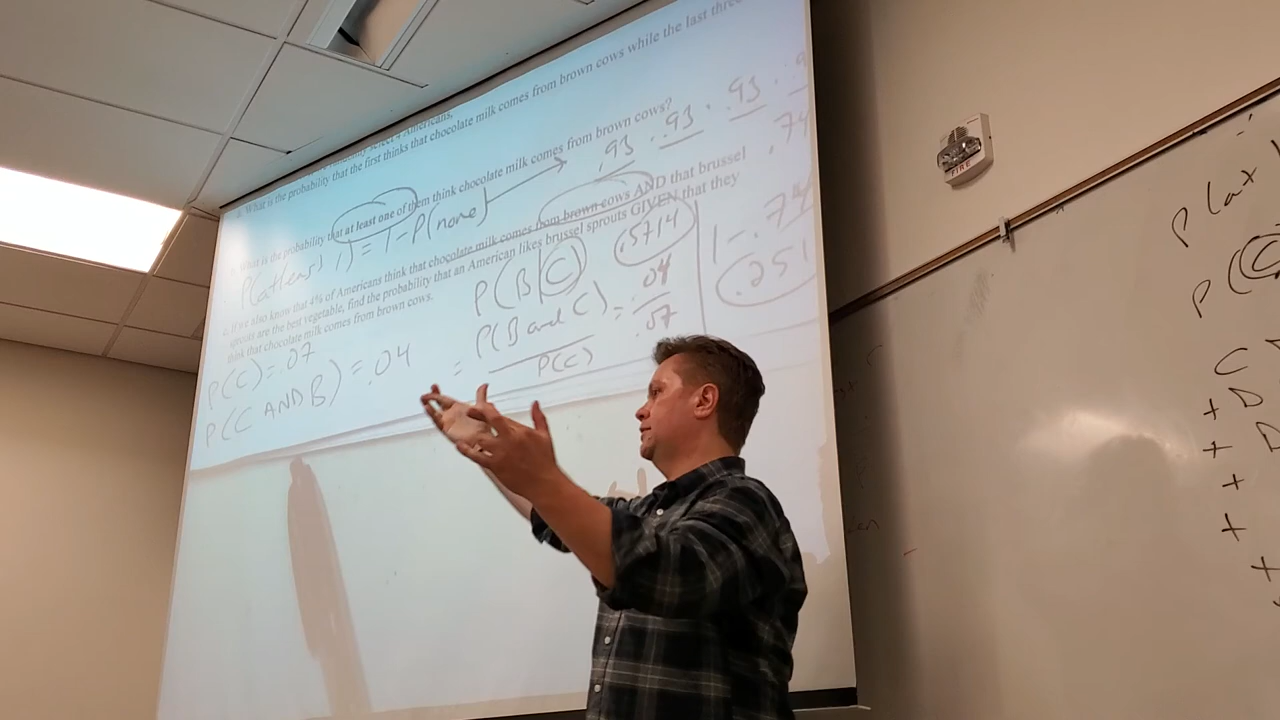 4 Americans,
What is the probability that the first thinks that chocolate milk comes from brown cows while the last three
What is the probability that at least one of them think chocolate milk comes from brown cows?
P(at least 1) = 1 - P(none)
.93 . .93 . .93 .
.74
1 - .74
.251
c. If we also know that 4% of Americans think that chocolate milk comes from brown cows AND that brussel
sprouts are the best vegetable, find the probability that an American likes brussel sprouts GIVEN that they
think that chocolate milk comes from brown cows.
P(C) = .07
P(C AND B) = .04
P(B|C) .5714
= P(B and C) = .04
P(C) .07
FIRE
P(at
P(C
C
+ D
+ D
+
+
+